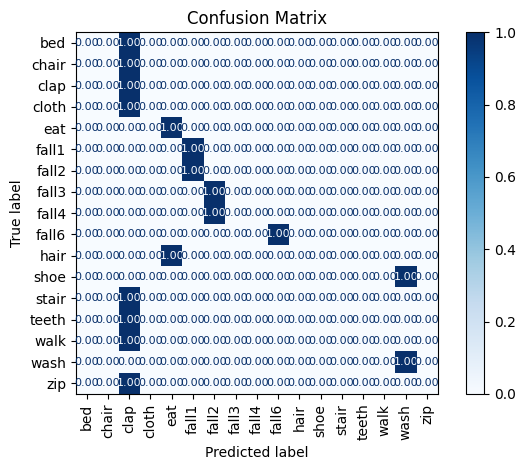 Confusion Matrix
True label
bed 0.00 0.00 1.00 0.00 0.00 0.00 0.00 0.00 0.00 0.00 0.00 0.00 0.00 0.00 0.00 0.00 0.00
chair 0.00 0.00 1.00 0.00 0.00 0.00 0.00 0.00 0.00 0.00 0.00 0.00 0.00 0.00 0.00 0.00 0.00
clap 0.00 0.00 1.00 0.00 0.00 0.00 0.00 0.00 0.00 0.00 0.00 0.00 0.00 0.00 0.00 0.00 0.00
cloth 0.00 0.00 1.00 0.00 0.00 0.00 0.00 0.00 0.00 0.00 0.00 0.00 0.00 0.00 0.00 0.00 0.00
eat 0.00 0.00 0.00 0.00 1.00 0.00 0.00 0.00 0.00 0.00 0.00 0.00 0.00 0.00 0.00 0.00 0.00
fall1 0.00 0.00 0.00 0.00 0.00 1.00 0.00 0.00 0.00 0.00 0.00 0.00 0.00 0.00 0.00 0.00 0.00
fall2 0.00 0.00 0.00 0.00 0.00 1.00 0.00 0.00 0.00 0.00 0.00 0.00 0.00 0.00 0.00 0.00 0.00
fall3 0.00 0.00 0.00 0.00 0.00 0.00 1.00 0.00 0.00 0.00 0.00 0.00 0.00 0.00 0.00 0.00 0.00
fall4 0.00 0.00 0.00 0.00 0.00 0.00 1.00 0.00 0.00 0.00 0.00 0.00 0.00 0.00 0.00 0.00 0.00
fall6 0.00 0.00 0.00 0.00 0.00 0.00 0.00 0.00 0.00 1.00 0.00 0.00 0.00 0.00 0.00 0.00 0.00
hair 0.00 0.00 0.00 0.00 1.00 0.00 0.00 0.00 0.00 0.00 0.00 0.00 0.00 0.00 0.00 0.00 0.00
shoe 0.00 0.00 0.00 0.00 0.00 0.00 0.00 0.00 0.00 0.00 0.00 0.00 0.00 0.00 0.00 1.00 0.00
stair 0.00 0.00 1.00 0.00 0.00 0.00 0.00 0.00 0.00 0.00 0.00 0.00 0.00 0.00 0.00 0.00 0.00
teeth 0.00 0.00 1.00 0.00 0.00 0.00 0.00 0.00 0.00 0.00 0.00 0.00 0.00 0.00 0.00 0.00 0.00
walk 0.00 0.00 1.00 0.00 0.00 0.00 0.00 0.00 0.00 0.00 0.00 0.00 0.00 0.00 0.00 0.00 0.00
wash 0.00 0.00 0.00 0.00 0.00 0.00 0.00 0.00 0.00 0.00 0.00 0.00 0.00 0.00 0.00 1.00 0.00
zip 0.00 0.00 1.00 0.00 0.00 0.00 0.00 0.00 0.00 0.00 0.00 0.00 0.00 0.00 0.00 0.00 0.00
bed chair clap cloth eat fall1 fall2 fall3 fall4 fall6 hair shoe stair teeth walk wash zip
Predicted label
1.0
0.8
0.6
0.4
0.2
0.0